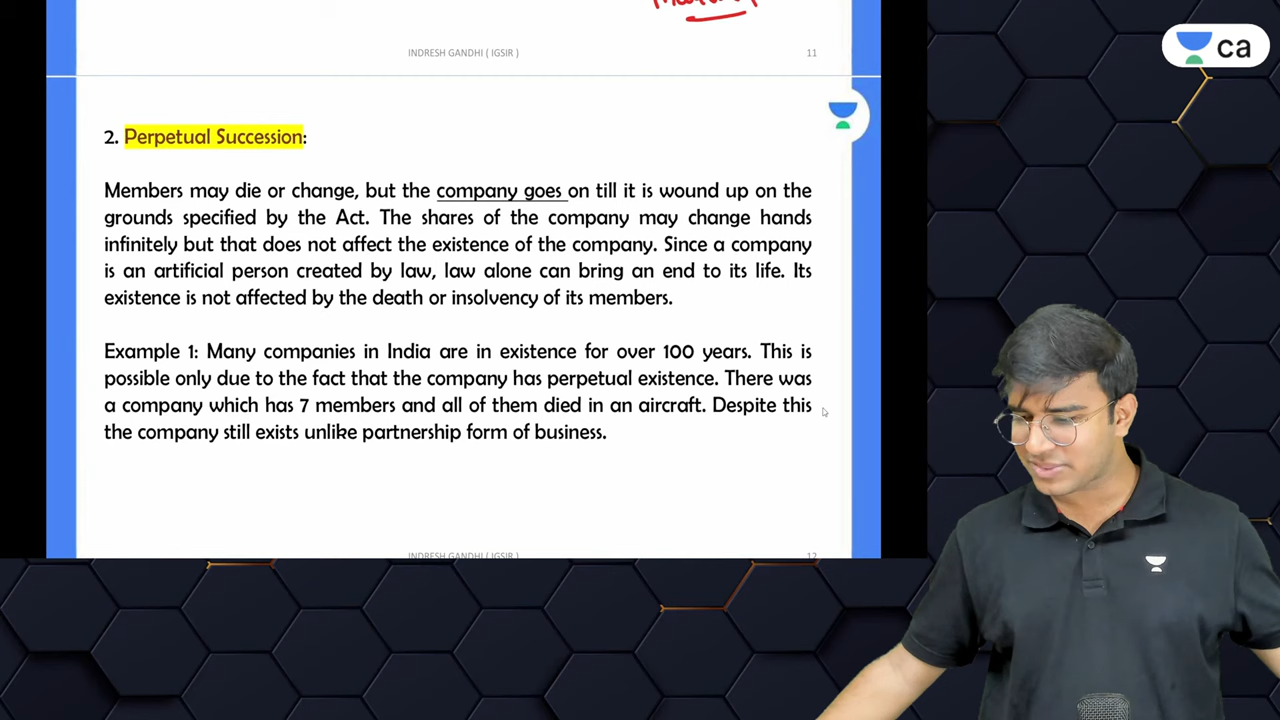 INDRESH GANDHI ( IGSIR )
11
ca
2. Perpetual Succession:
Members may die or change, but the company goes on till it is wound up on the
grounds specified by the Act. The shares of the company may change hands
infinitely but that does not affect the existence of the company. Since a company
is an artificial person created by law, law alone can bring an end to its life. Its
existence is not affected by the death or insolvency of its members.
Example 1: Many companies in India are in existence for over 100 years. This is
possible only due to the fact that the company has perpetual existence. There was
a company which has 7 members and all of them died in an aircraft. Despite this
the company still exists unlike partnership form of business.
INDRESH GANDHI ( IGSIR )
12